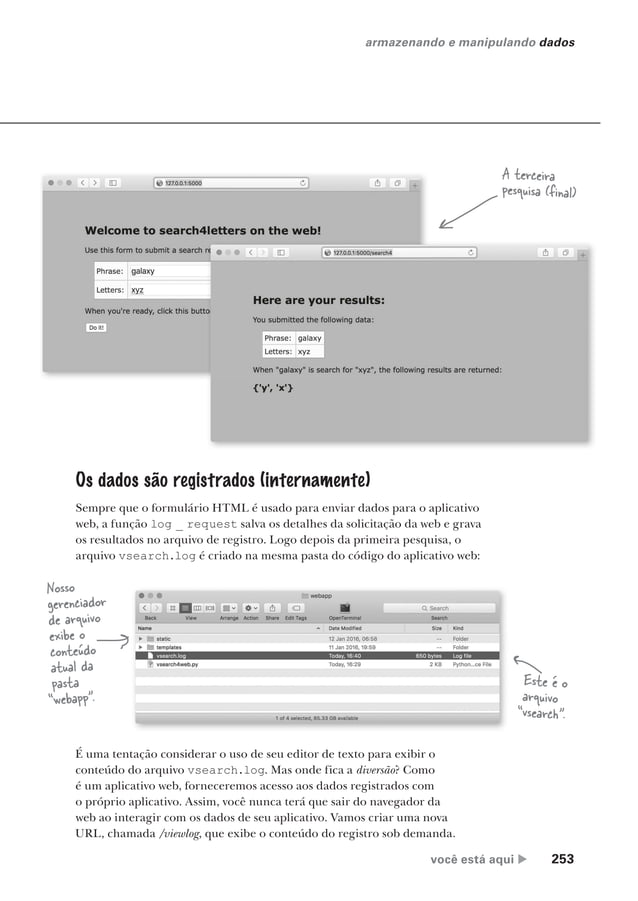 armazenando e manipulando dados
A terceira
pesquisa (final)
127.0.0.1:5000
Welcome to search4letters on the web!
Use this form to submit a search re
Phrase: galaxy
Letters: xyz
When you're ready, click this butto
Do it!
127.0.0.1:5000/search4
Here are your results:
You submitted the following data:
Phrase: galaxy
Letters: xyz
When "galaxy" is search for "xyz", the following results are returned:
{'y', 'x'}
Os dados são registrados (internamente)
Sempre que o formulário HTML é usado para enviar dados para o aplicativo
web, a função log _ request salva os detalhes da solicitação da web e grava
os resultados no arquivo de registro. Logo depois da primeira pesquisa, o
arquivo vsearch.log é criado na mesma pasta do código do aplicativo web:
Nosso
gerenciador
de arquivo
exibe o
conteúdo
atual da
pasta
"webapp".
webapp
Search
Back View Arrange Action Share Edit Tags OpenTerminal Search
Name Date Modified Size Kind
static 12 Jan 2016, 06:58 -- Folder
templates 11 Jan 2016, 19:59 -- Folder
vsearch.log Today, 16:40 650 bytes Log file
vsearch4web.py Today, 16:29 2 KB Python...ce File
1 of 4 selected, 85.33 GB available
Este é o
arquivo
"vsearch".
É uma tentação considerar o uso de seu editor de texto para exibir o
conteúdo do arquivo vsearch.log. Mas onde fica a diversão? Como
é um aplicativo web, forneceremos acesso aos dados registrados com
o próprio aplicativo. Assim, você nunca terá que sair do navegador da
web ao interagir com os dados de seu aplicativo. Vamos criar uma nova
URL, chamada /viewlog, que exibe o conteúdo do registro sob demanda.
você está aqui ▶ 253